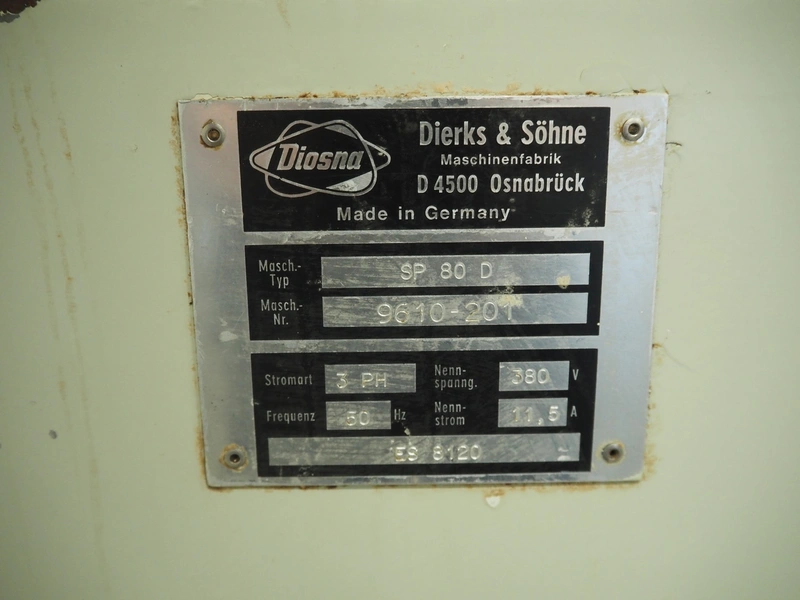 Diosna
Dierks & Söhne
Maschinenfabrik
D 4500 Osnabrück
Made in Germany
Masch.-Typ SP 80 D
Masch.-Nr. 9610-201
Stromart 3 PH Nenn-spanng. 380 V
Frequenz 50 Hz Nenn-strom 11,5 A
ES 8120